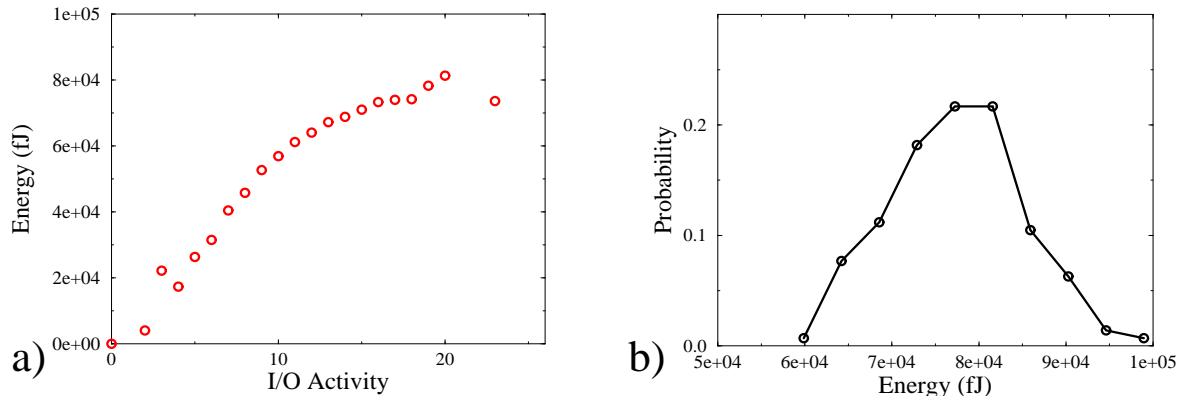 1e+05
8e+04
6e+04
4e+04
2e+04
0e+00
Energy (fJ)
0
10
20
I/O Activity
a)
0.2
0.1
0.0
Probability
5e+04
6e+04
7e+04
8e+04
9e+04
1e+05
Energy (fJ)
b)